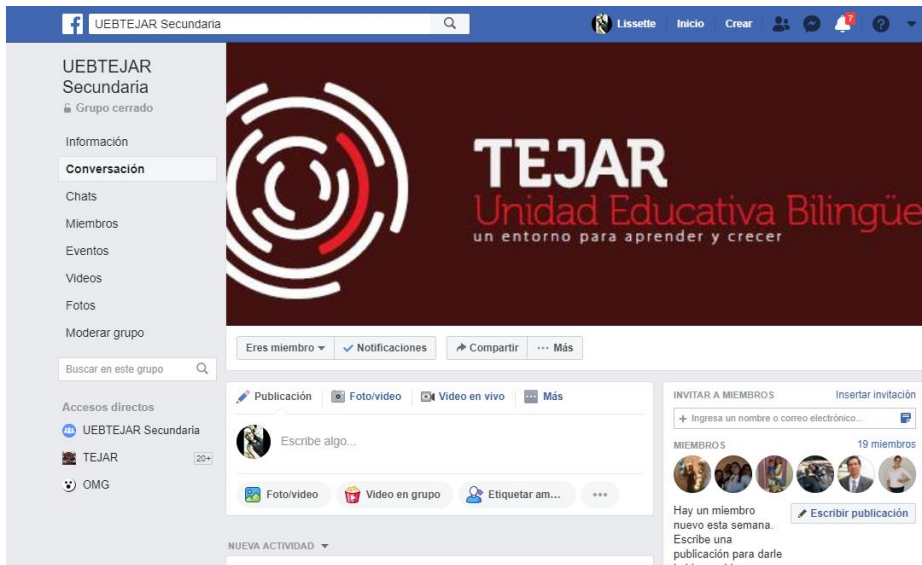 UEBTEJAR Secundaria
Lissette Inicio Crear 7
UEBTEJAR
Secundaria
Grupo cerrado
Información
Conversación
Chats
Miembros
Eventos
Videos
Fotos
Moderar grupo
Buscar en este grupo
Accesos directos
UEBTEJAR Secundaria
TEJAR 20+
OMG
TEJAR
Unidad Educativa Bilingüe
un entorno para aprender y crecer
Eres miembro Notificaciones Compartir ... Más
Publicación Foto/video Video en vivo Más
Escribe algo...
Foto/video Video en grupo Etiquetar am... ...
NUEVA ACTIVIDAD
INVITAR A MIEMBROS Insertar invitación
+ Ingresa un nombre o correo electrónico...
MIEMBROS 19 miembros
Hay un miembro
nuevo esta semana.
Escribe una
publicación para darle
Escribir publicación